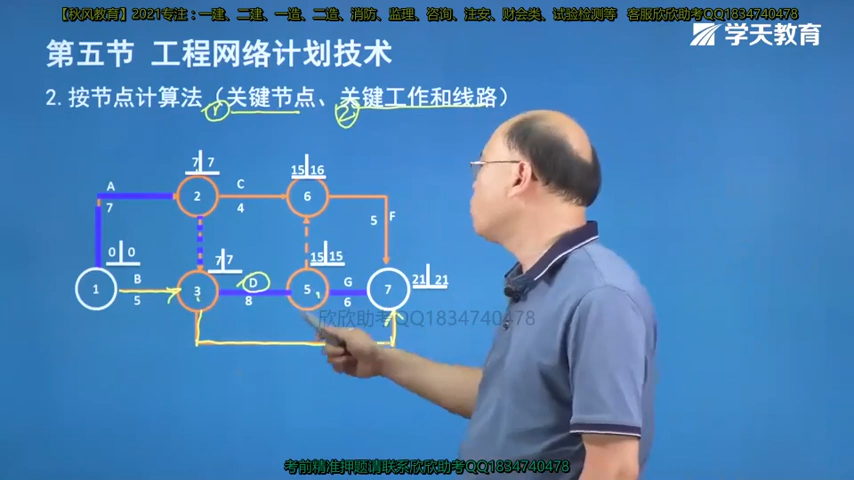 【秋风教育】2021专注：一建、二建、一造、二造、消防、监理、咨询、注安、财会类、试验检测等 客服欣欣助考QQ1834740478
学天教育
第五节 工程网络计划技术
2.按节点计算法（关键节点、关键工作和线路）
① ②
7 7
15 16
A
2
C
6
7
4
5
F
0 0
7 7
15 15
21 21
1
B
3
D
5
G
7
5
8
6
欣欣助考QQ1834740478
考前精准押题请联系欣欣助考QQ1834740478